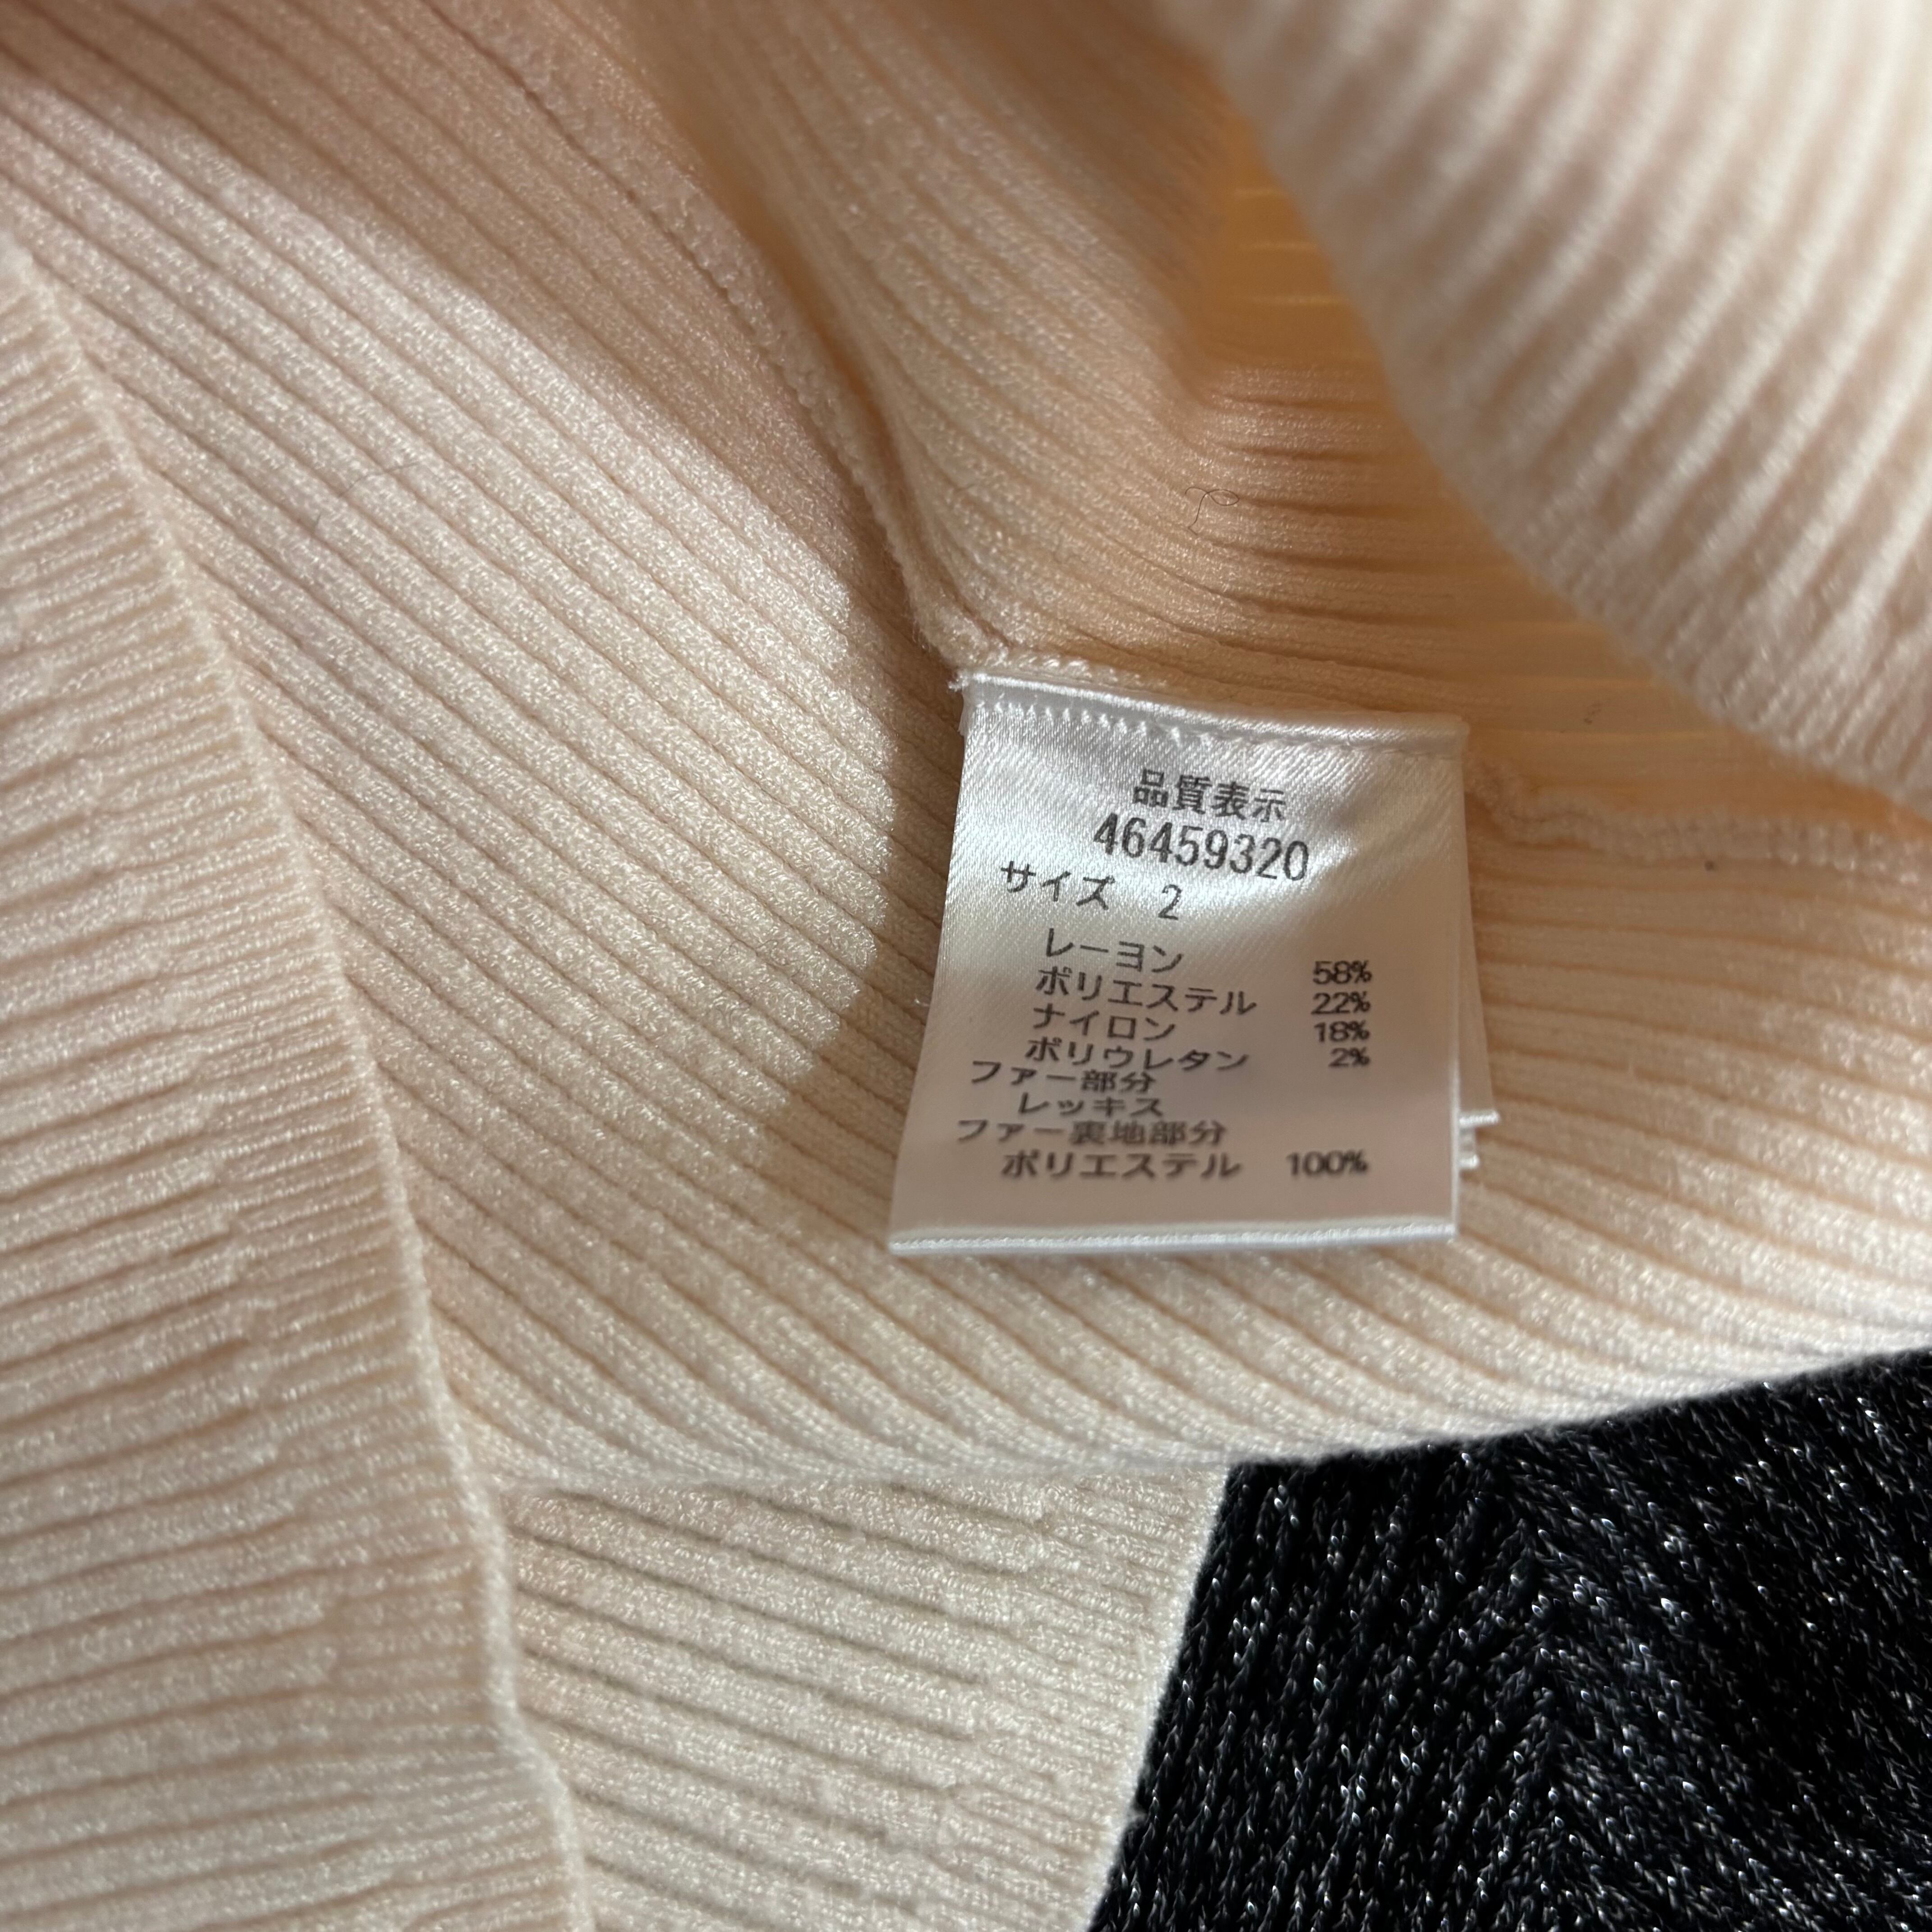 品質表示
46459320
サイズ 2
レーヨン 58%
ポリエステル 22%
ナイロン 18%
ポリウレタン 2%
ファー部分
レッキス
ファー裏地部分
ポリエステル 100%